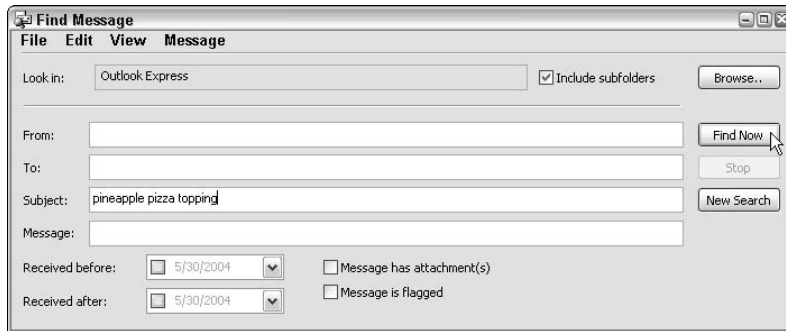 Find Message
File Edit View Message
Look in: Outlook Express Include subfolders Browse..
From: Find Now
To: Stop
Subject: pineapple pizza topping New Search
Message:
Received before: 5/30/2004 Message has attachment(s)
Received after: 5/30/2004 Message is flagged